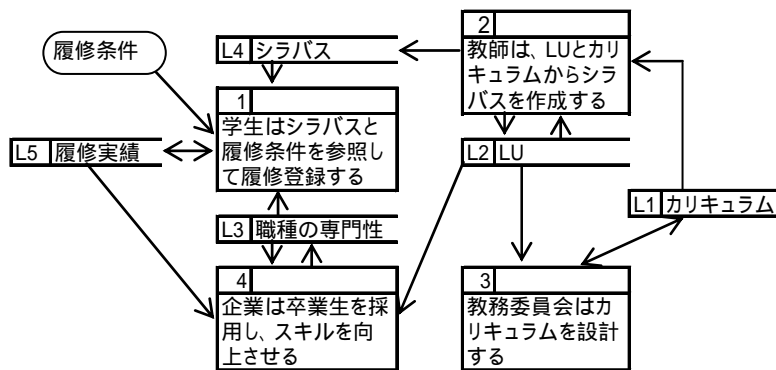 履修条件
L4 シラバス
2
教師は、LUとカリ
キュラムからシラ
バスを作成する
1
学生はシラバスと
履修条件を参照し
て履修登録する
L5 履修実績
L2 LU
L1 カリキュラム
L3 職種の専門性
4
企業は卒業生を採
用し、スキルを向
上させる
3
教務委員会はカ
リキュラムを設計
する